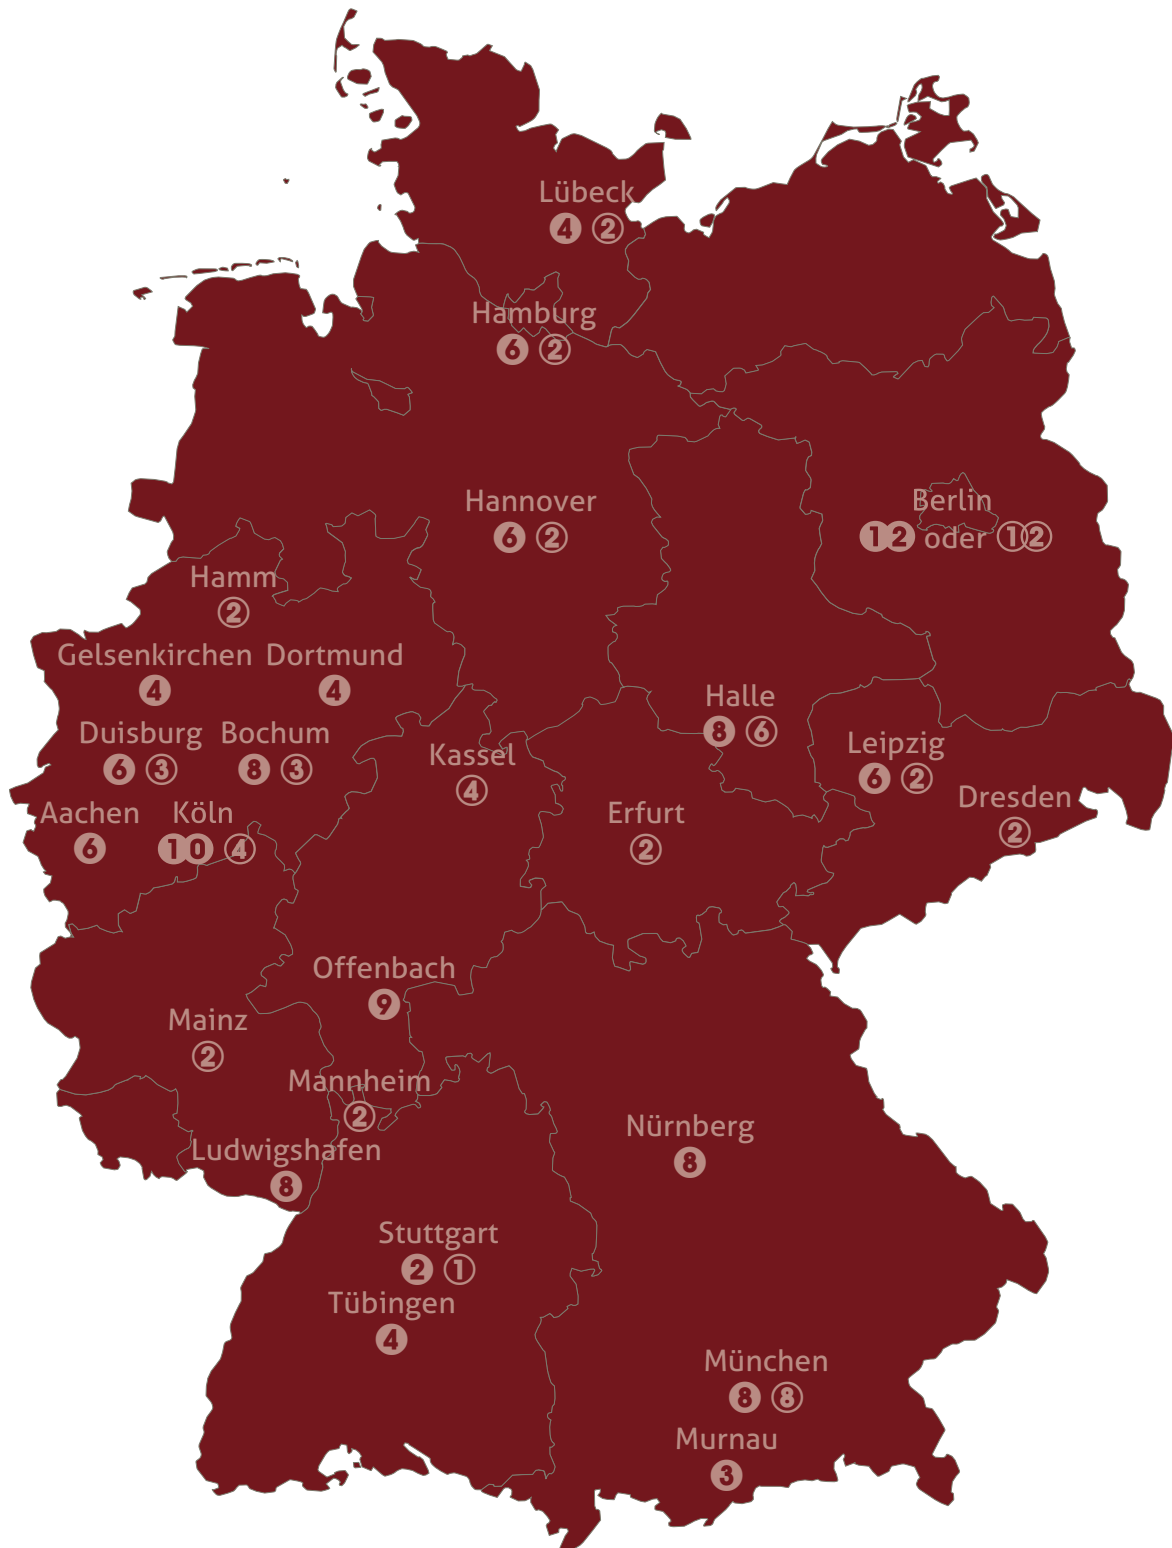 Lübeck
4 2
Hamburg
6 2
Hannover
6 2
Berlin
12 oder 12
Hamm
2
Gelsenkirchen Dortmund
4 4
Halle
8 6
Duisburg Bochum
6 3 8 3
Kassel
4
Leipzig
6 2
Dresden
2
Aachen Köln
6 10 4
Erfurt
2
Offenbach
9
Mainz
2
Mannheim
2
Nürnberg
8
Ludwigshafen
8
Stuttgart
2 1
Tübingen
4
München
8 8
Murnau
3